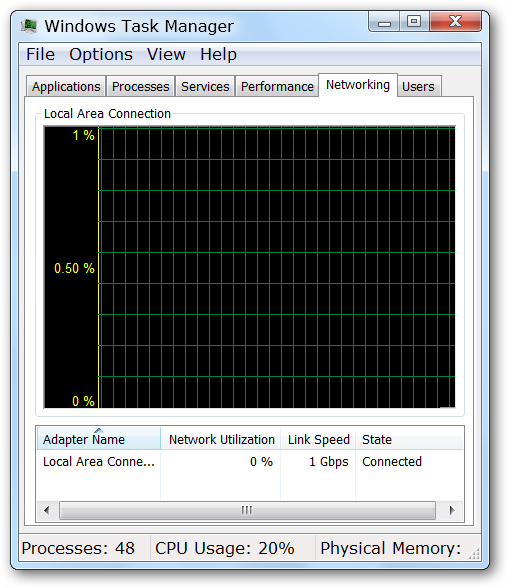 Windows Task Manager
File Options View Help
Applications Processes Services Performance Networking Users
Local Area Connection
1 %
0.50 %
0 %
Adapter Name Network Utilization Link Speed State
Local Area Conne... 0 % 1 Gbps Connected
Processes: 48 CPU Usage: 20% Physical Memory: